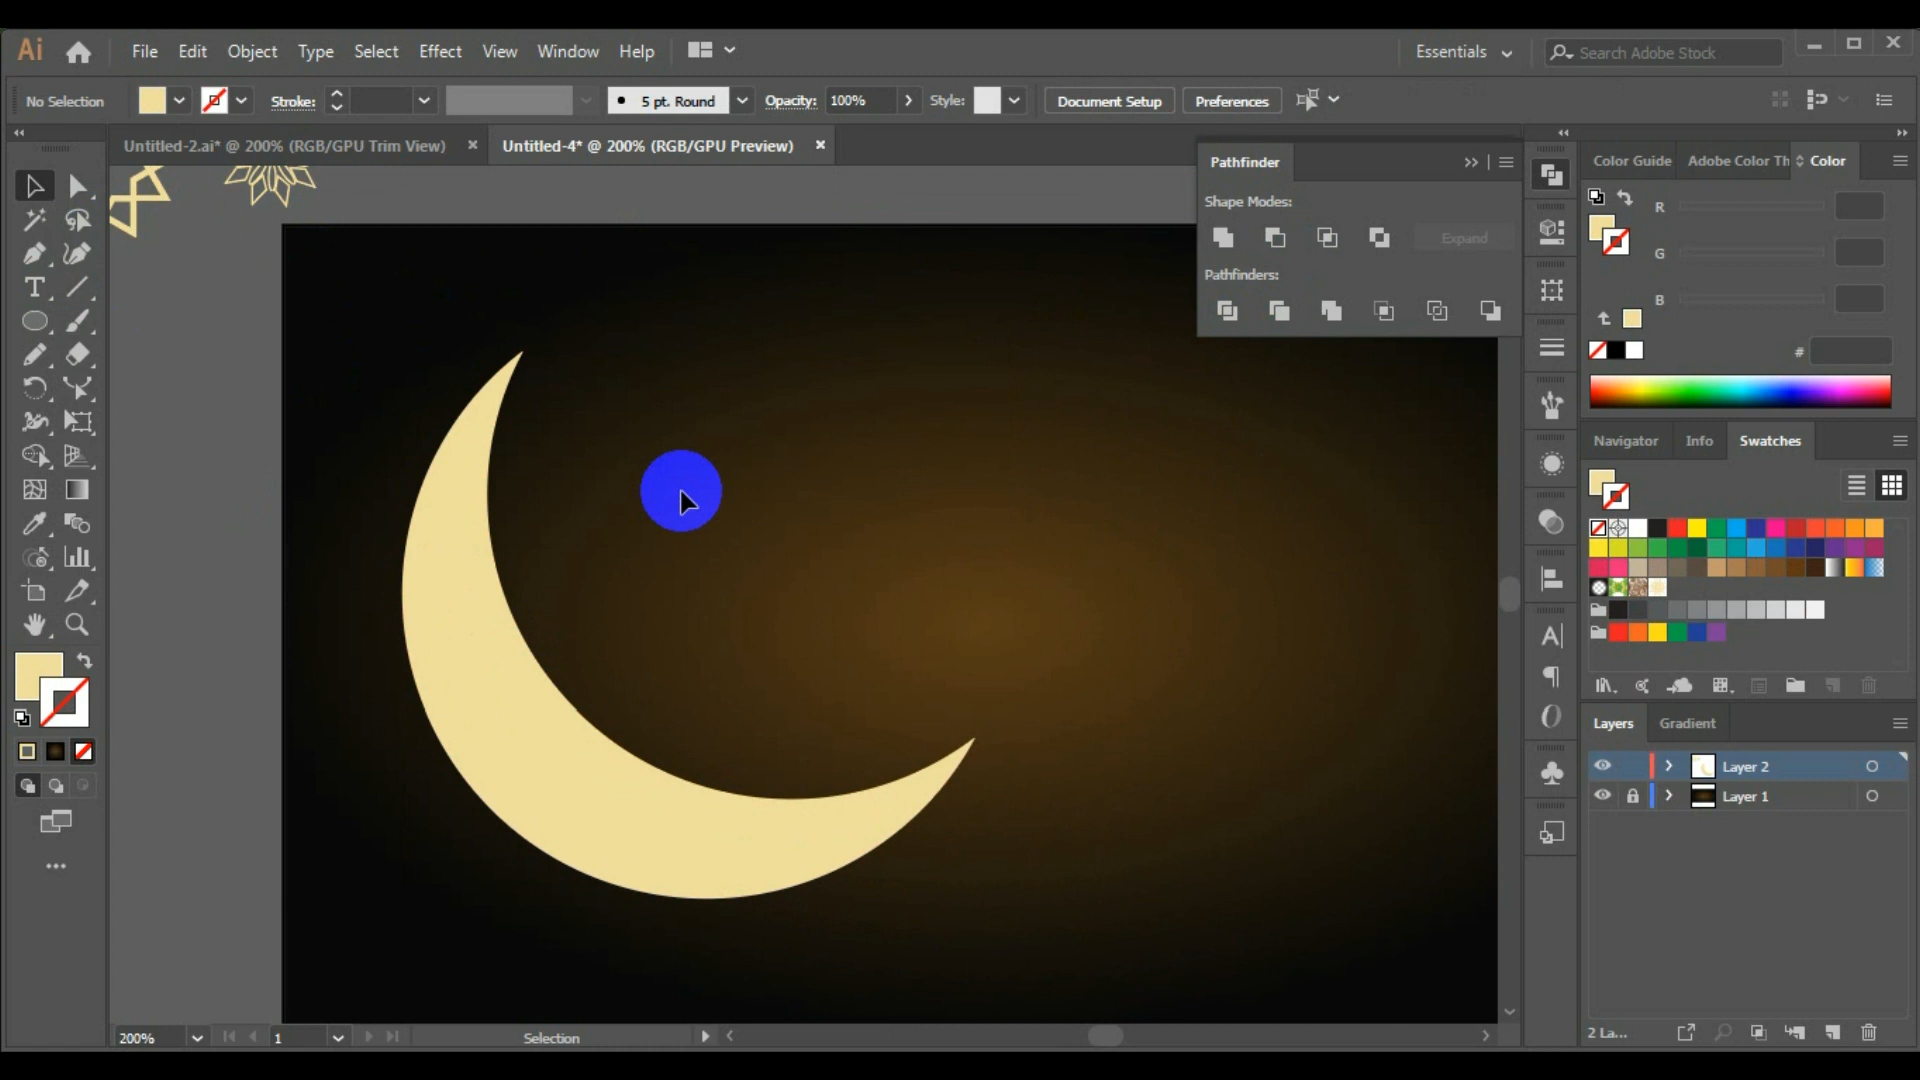 Ai File Edit Object Type Select Effect View Window Help Essentials Search Adobe Stock
No Selection Stroke: 5 pt. Round Opacity: 100% Style: Document Setup Preferences
Untitled-2.ai* @ 200% (RGB/GPU Trim View) Untitled-4* @ 200% (RGB/GPU Preview)
Pathfinder
Shape Modes:
Expand
Pathfinders:
Color Guide Adobe Color Th Color
R
G
B
#
Navigator Info Swatches
Layers Gradient
Layer 2
Layer 1
2 La...
200% 1 Selection